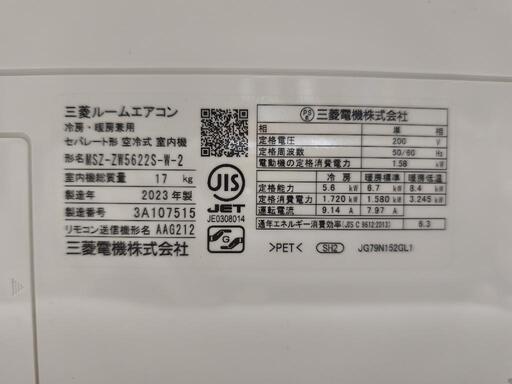 三菱ルームエアコン
冷房・暖房兼用
セパレート形 空冷式 室内機
形名 MSZ-ZW5622S-W-2
室内機総質量 17 kg
製造年 2023 年
製造番号 3A107515
リモコン送信機形名 AAG212
三菱電機株式会社
JIS
JET
JE0308014
PSE 三菱電機株式会社
相 単
定格電圧 200 V
定格周波数 50/60 Hz
電動機の定格消費電力 1.58 kW
冷房 暖房標準 暖房低温
定格能力 5.6 kW 6.7 kW 8.4 kW
定格消費電力 1.720 kW 1.580 kW 3.245 kW
運転電流 9.14 A 7.97 A
通年エネルギー消費効率(JIS C 9612:2013) 6.3
>PET< SH2 JG79N152GL1